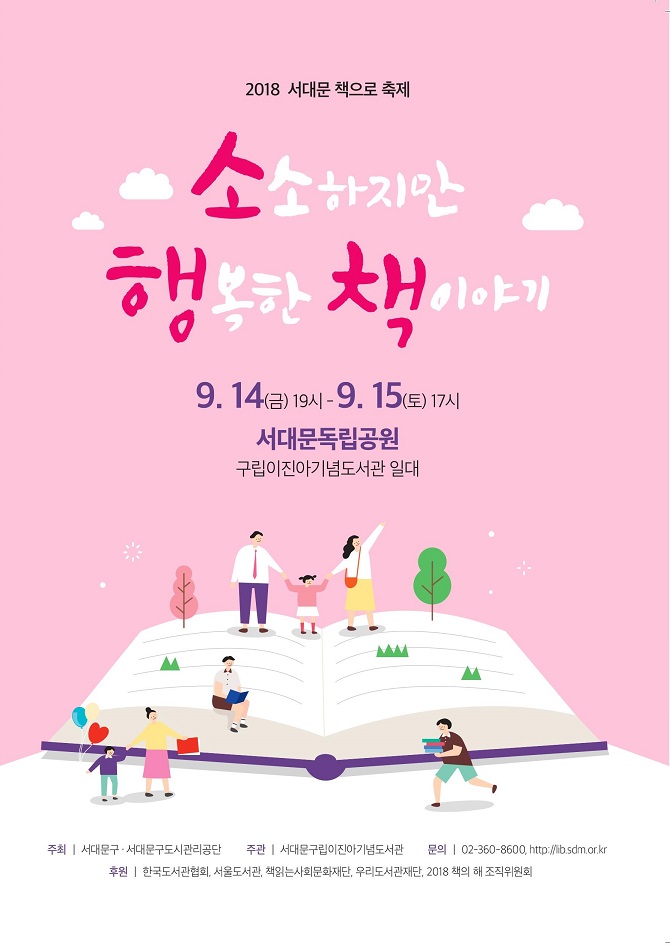 2018 서대문 책으로 축제
소소하지만
행복한 책이야기
9. 14(금) 19시 - 9. 15(토) 17시
서대문독립공원
구립이진아기념도서관 일대
주최 | 서대문구 · 서대문구도시관리공단 주관 | 서대문구립이진아기념도서관 문의 | 02-360-8600, http://lib.sdm.or.kr
후원 | 한국도서관협회, 서울도서관, 책읽는사회문화재단, 우리도서관재단, 2018 책의 해 조직위원회